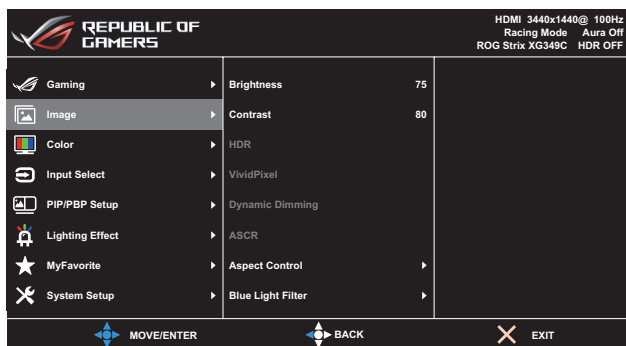 REPUBLIC OF
GAMERS
HDMI 3440x1440@ 100Hz
Racing Mode Aura Off
ROG Strix XG349C HDR OFF
Gaming
Image
Color
Input Select
PIP/PBP Setup
Lighting Effect
MyFavorite
System Setup
Brightness 75
Contrast 80
HDR
VividPixel
Dynamic Dimming
ASCR
Aspect Control
Blue Light Filter
MOVE/ENTER
BACK
EXIT